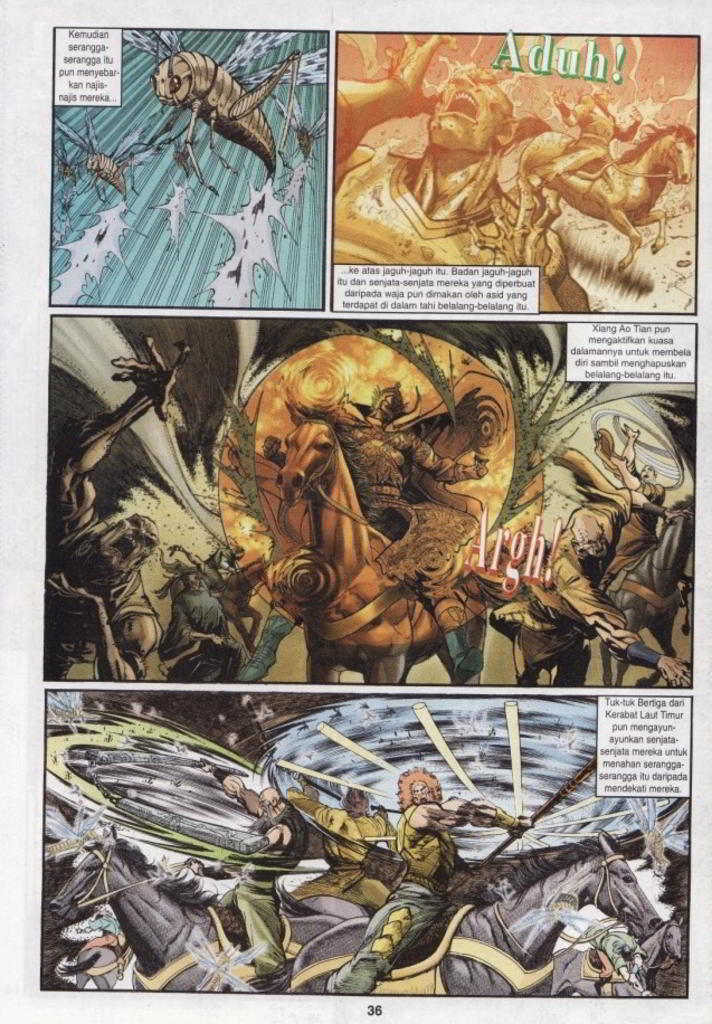 Kemudian
serangga-
serangga itu
pun menyebar-
kan najis-
najis mereka...
Aduh!
...ke atas jaguh-jaguh itu. Badan jaguh-jaguh
itu dan senjata-senjata mereka yang diperbuat
daripada waja pun dimakan oleh asid yang
terdapat di dalam tahi belalang-belalang itu.
Xiang Ao Tian pun
mengaktifkan kuasa
dalamannya untuk membela
diri sambil menghapuskan
belalang-belalang itu.
Argh!
Tuk-tuk Bertiga dari
Kerabat Laut Timur
pun mengayun-
ayunkan senjata-
senjata mereka untuk
menahan serangga-
serangga itu daripada
mendekati mereka.
36